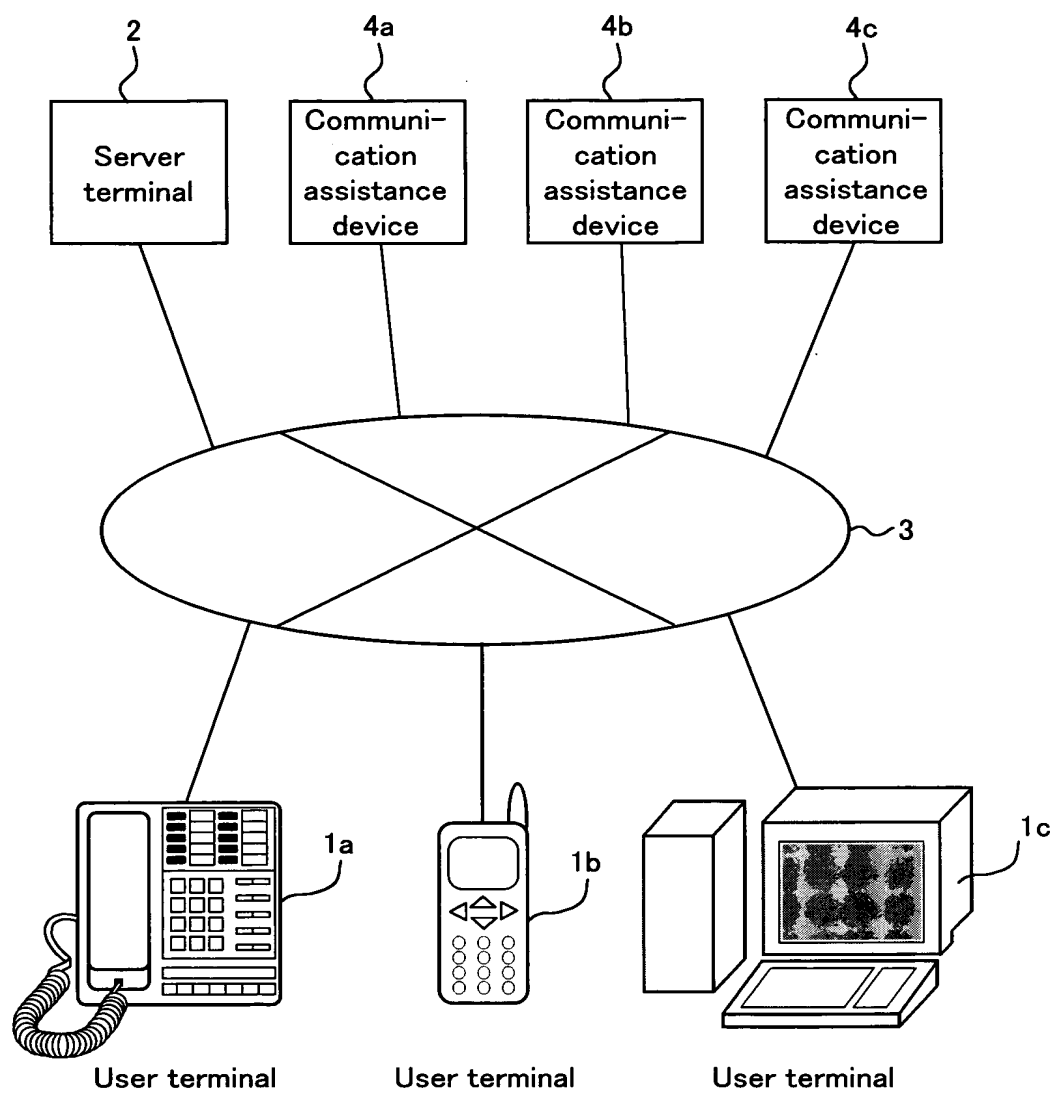 2
4a
4b
4c
Server
terminal
Communi-
cation
assistance
device
Communi-
cation
assistance
device
Communi-
cation
assistance
device
3
1a
1b
1c
User terminal
User terminal
User terminal